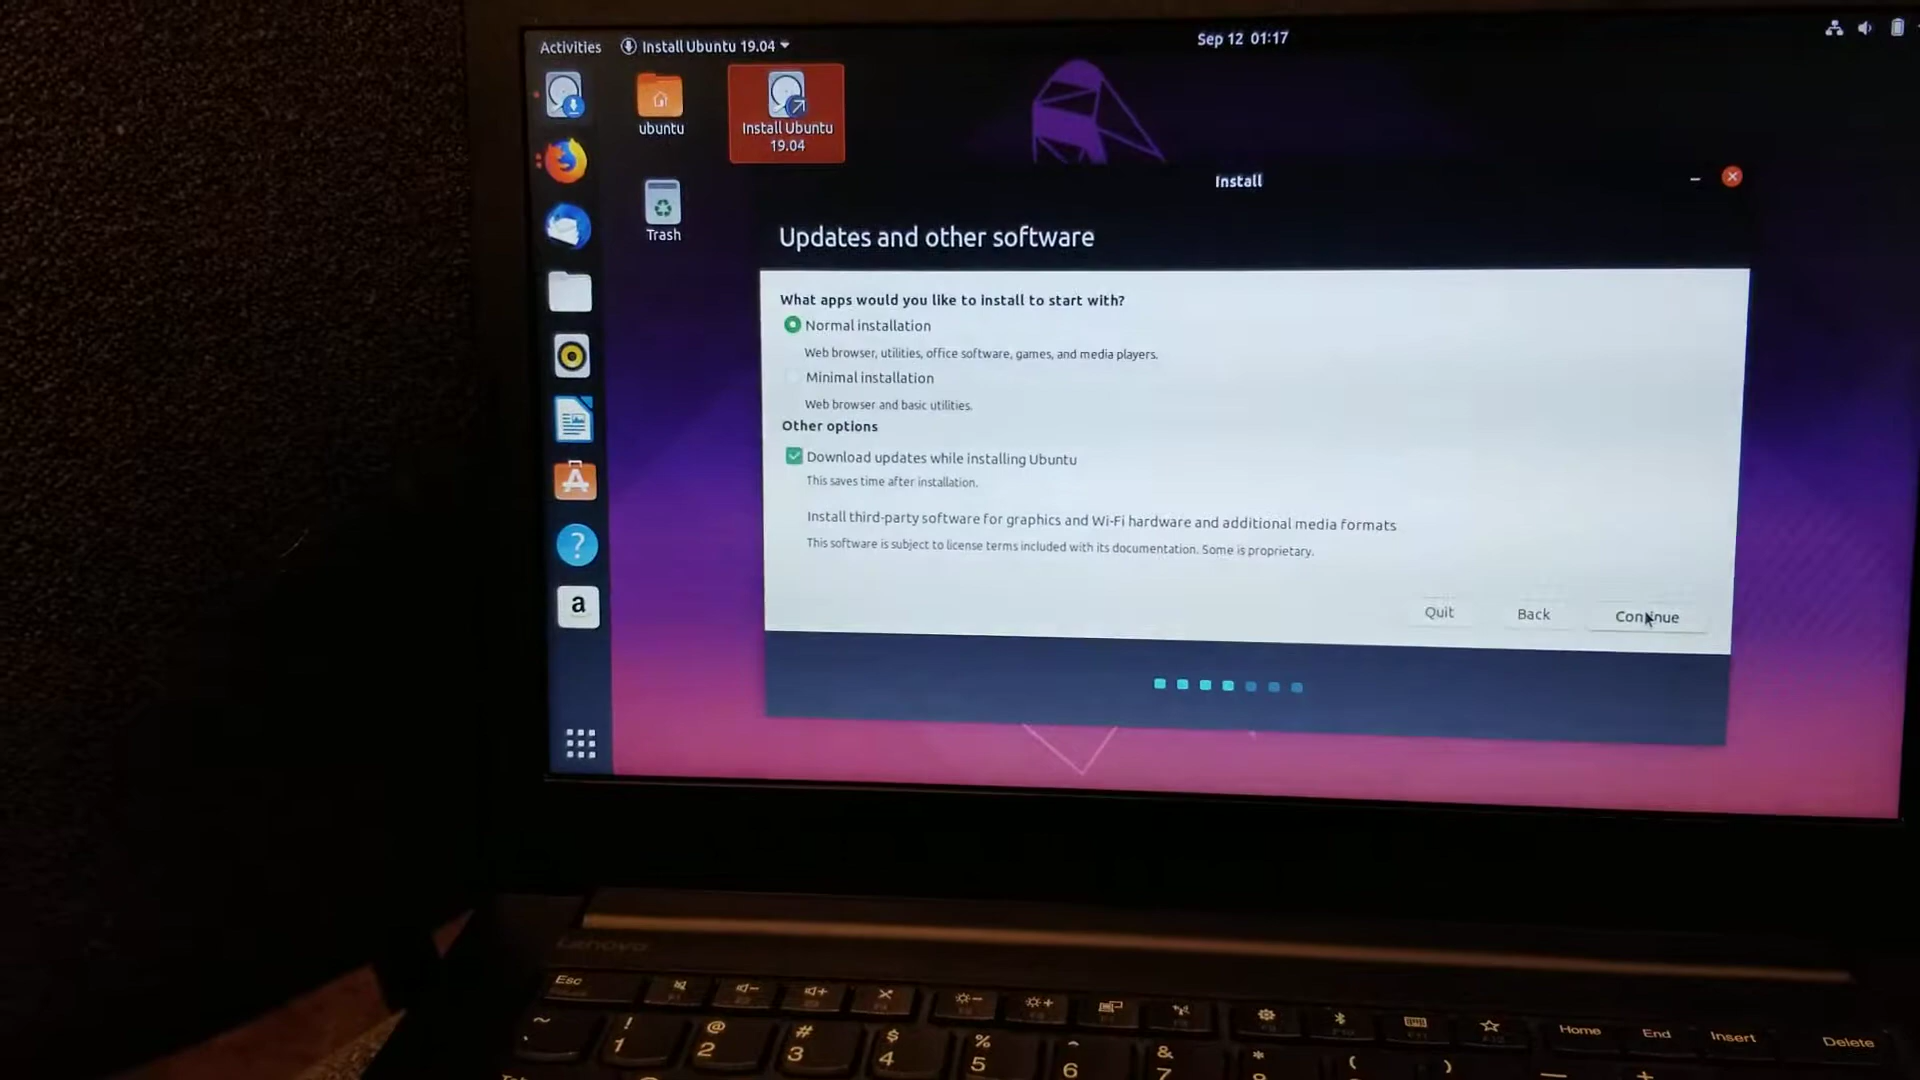 Activities
Install Ubuntu 19.04
Sep 12 01:17
ubuntu
Install Ubuntu
19.04
Trash
Install
Updates and other software
What apps would you like to install to start with?
Normal installation
Web browser, utilities, office software, games, and media players.
Minimal installation
Web browser and basic utilities.
Other options
Download updates while installing Ubuntu
This saves time after installation.
Install third-party software for graphics and Wi-Fi hardware and additional media formats
This software is subject to license terms included with its documentation. Some is proprietary.
Quit Back Continue
a
?
Lenovo
Esc
Home End Insert Delete
~ ! @ # $ % ^ & * ( )
1 2 3 4 5 6 7